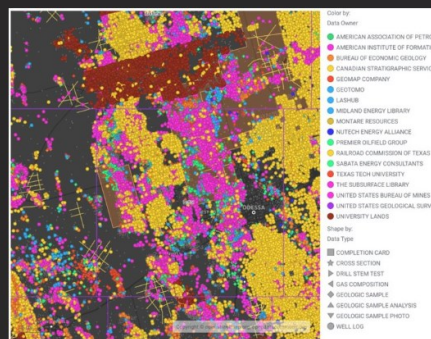 Color by:
Data Owner
AMERICAN ASSOCIATION OF PETR
AMERICAN INSTITUTE OF FORMATI
BUREAU OF ECONOMIC GEOLOGY
CANADIAN STRATIGRAPHIC SERVIC
GEOMAP COMPANY
GEOTOMO
LASHUB
MIDLAND ENERGY LIBRARY
MONTARE RESOURCES
NUTECH ENERGY ALLIANCE
PREMIER OILFIELD GROUP
RAILROAD COMMISSION OF TEXAS
SABATA ENERGY CONSULTANTS
TEXAS TECH UNIVERSITY
THE SUBSURFACE LIBRARY
UNITED STATES BUREAU OF MINES
UNITED STATES GEOLOGICAL SURV
UNIVERSITY LANDS
Shape by:
Data Type
COMPLETION CARD
CROSS SECTION
DRILL STEM TEST
GAS COMPOSITION
GEOLOGIC SAMPLE
GEOLOGIC SAMPLE ANALYSIS
GEOLOGIC SAMPLE PHOTO
WELL LOG
ODESSA